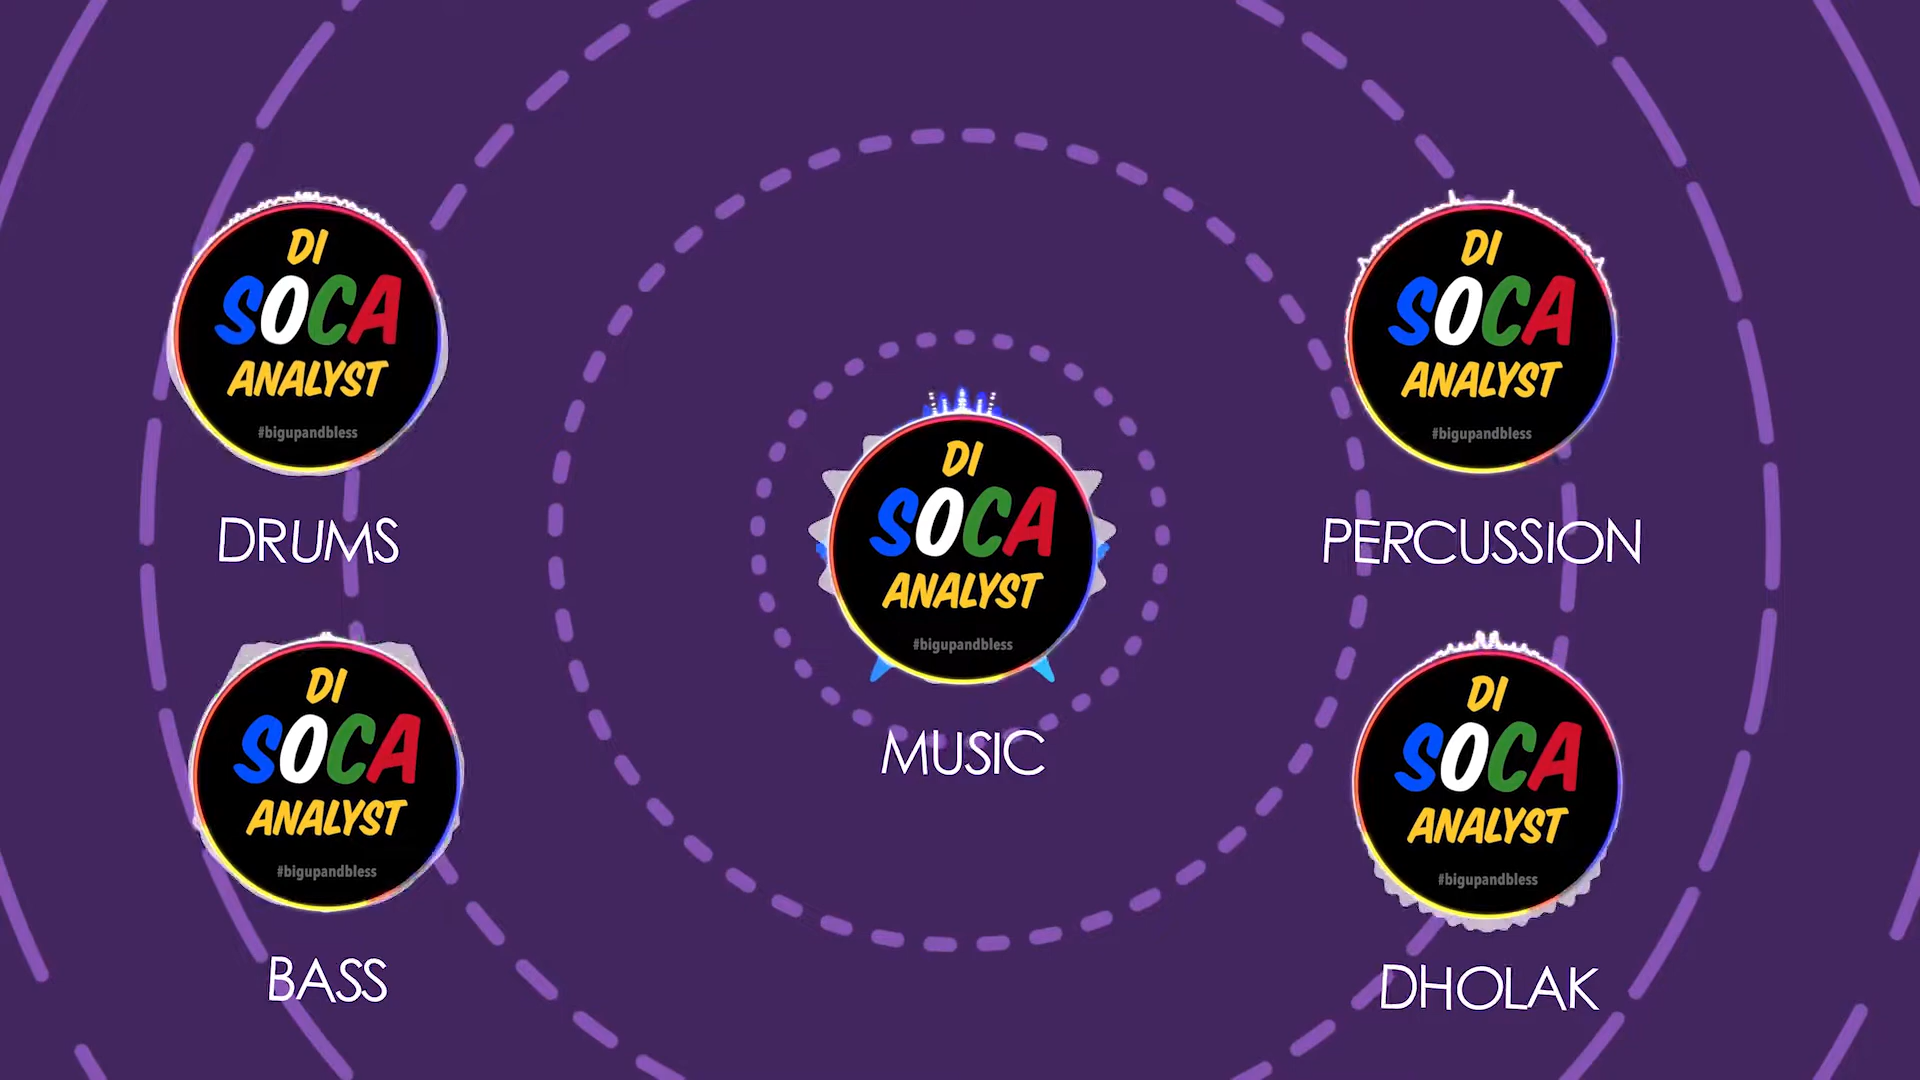 DI
SOCA
ANALYST
#bigupandbless
DRUMS
DI
SOCA
ANALYST
#bigupandbless
PERCUSSION
DI
SOCA
ANALYST
#bigupandbless
MUSIC
DI
SOCA
ANALYST
#bigupandbless
BASS
DI
SOCA
ANALYST
#bigupandbless
DHOLAK